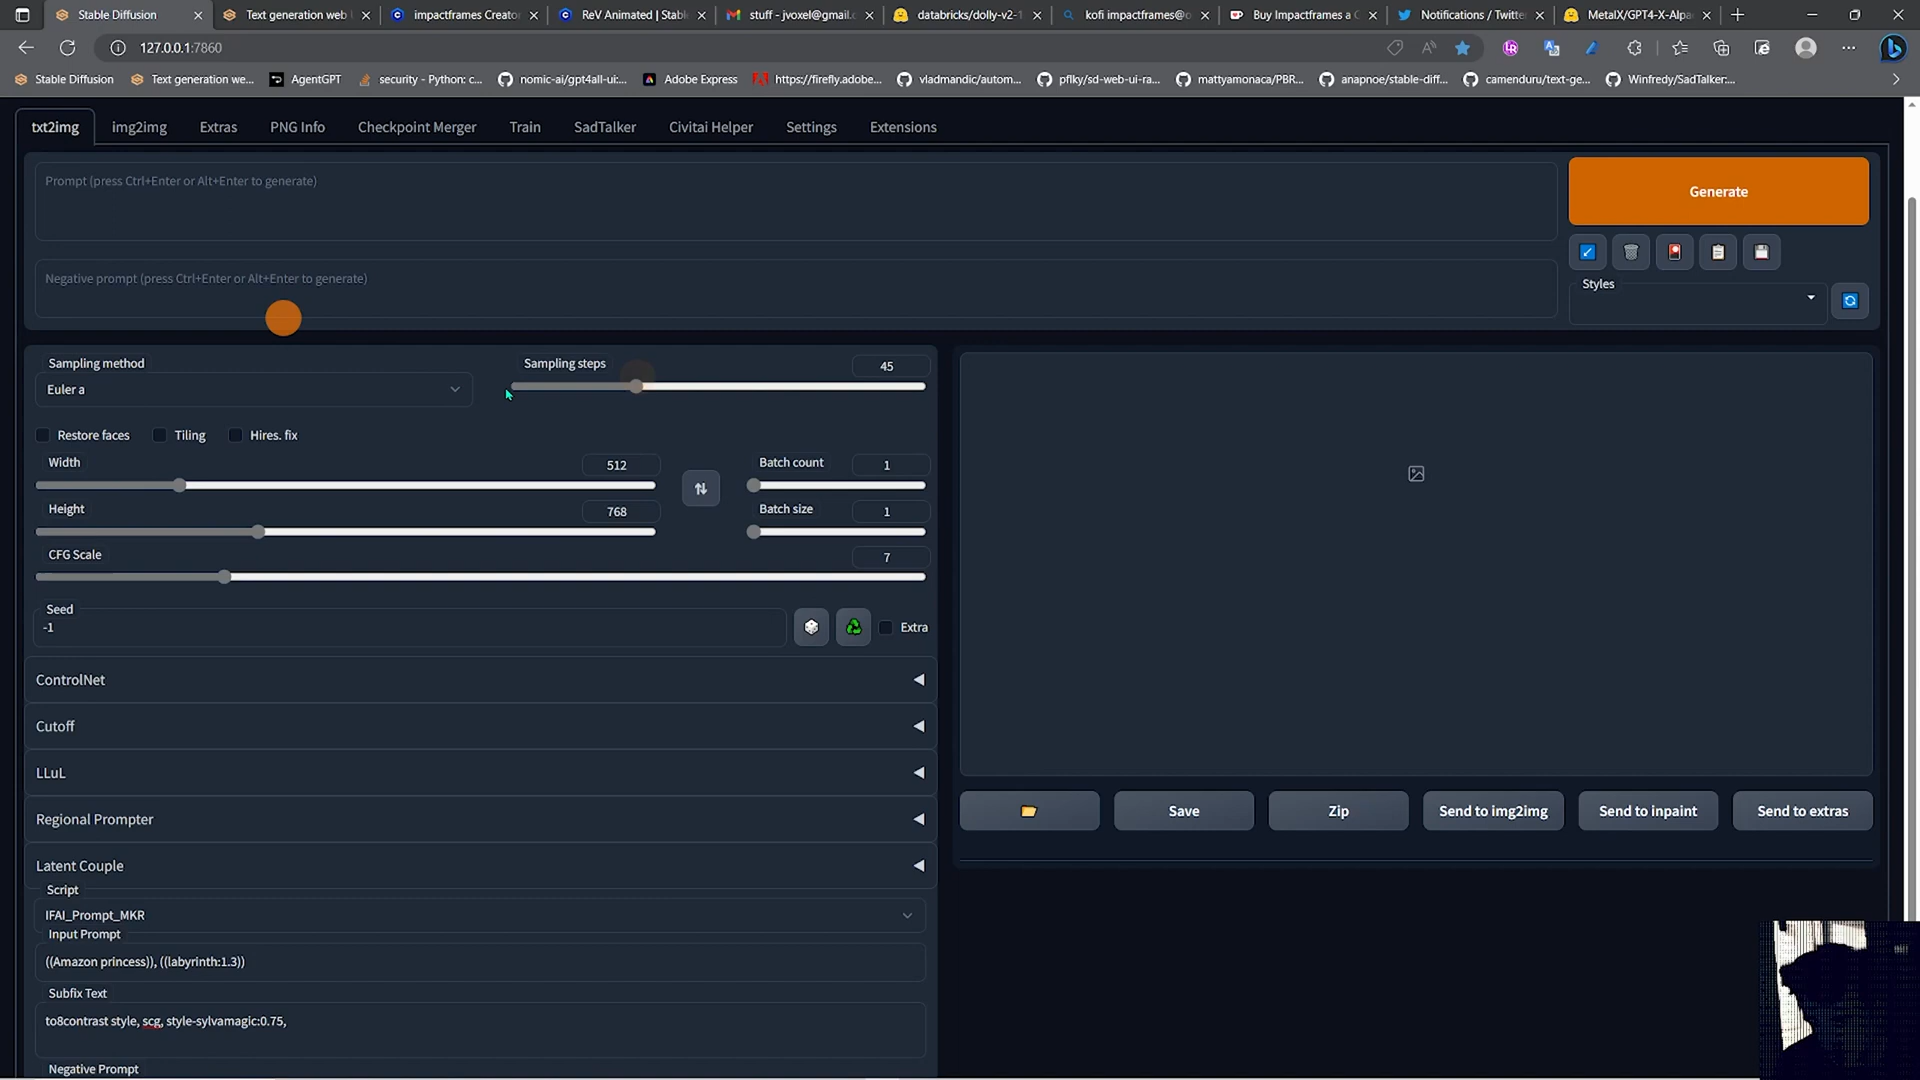 Stable Diffusion
Text generation web
impactframes Creator
ReV Animated | Stabl
stuff - jvoxel@gmail.c
databricks/dolly-v2-1
kofi impactframes@o
Buy Impactframes a C
Notifications / Twitter
MetalX/GPT4-X-Alpa
127.0.0.1:7860
Stable Diffusion
Text generation we...
AgentGPT
security - Python: c...
nomic-ai/gpt4all-ui:...
Adobe Express
https://firefly.adobe...
vladmandic/autom...
pflky/sd-web-ui-ra...
mattyamonaca/PBR...
anapnoe/stable-diff...
camenduru/text-ge...
Winfredy/SadTalker:...
txt2img
img2img
Extras
PNG Info
Checkpoint Merger
Train
SadTalker
Civitai Helper
Settings
Extensions
Prompt (press Ctrl+Enter or Alt+Enter to generate)
Generate
Negative prompt (press Ctrl+Enter or Alt+Enter to generate)
Styles
Sampling method
Euler a
Sampling steps
45
Restore faces
Tiling
Hires. fix
Width
512
Batch count
1
Height
768
Batch size
1
CFG Scale
7
Seed
-1
Extra
ControlNet
Cutoff
LLuL
Regional Prompter
Latent Couple
Save
Zip
Send to img2img
Send to inpaint
Send to extras
Script
IFAI_Prompt_MKR
Input Prompt
((Amazon princess)), ((labyrinth:1.3))
Subfix Text
to8contrast style, scg, style-sylvamagic:0.75,
Negative Prompt